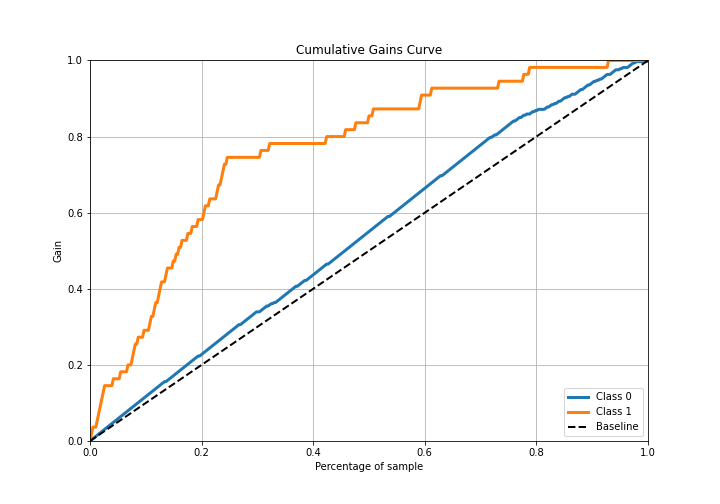 Cumulative Gains Curve
1.0
0.8
0.6
0.4
0.2
0.0
Gain
0.0 0.2 0.4 0.6 0.8 1.0
Percentage of sample
Class 0
Class 1
Baseline